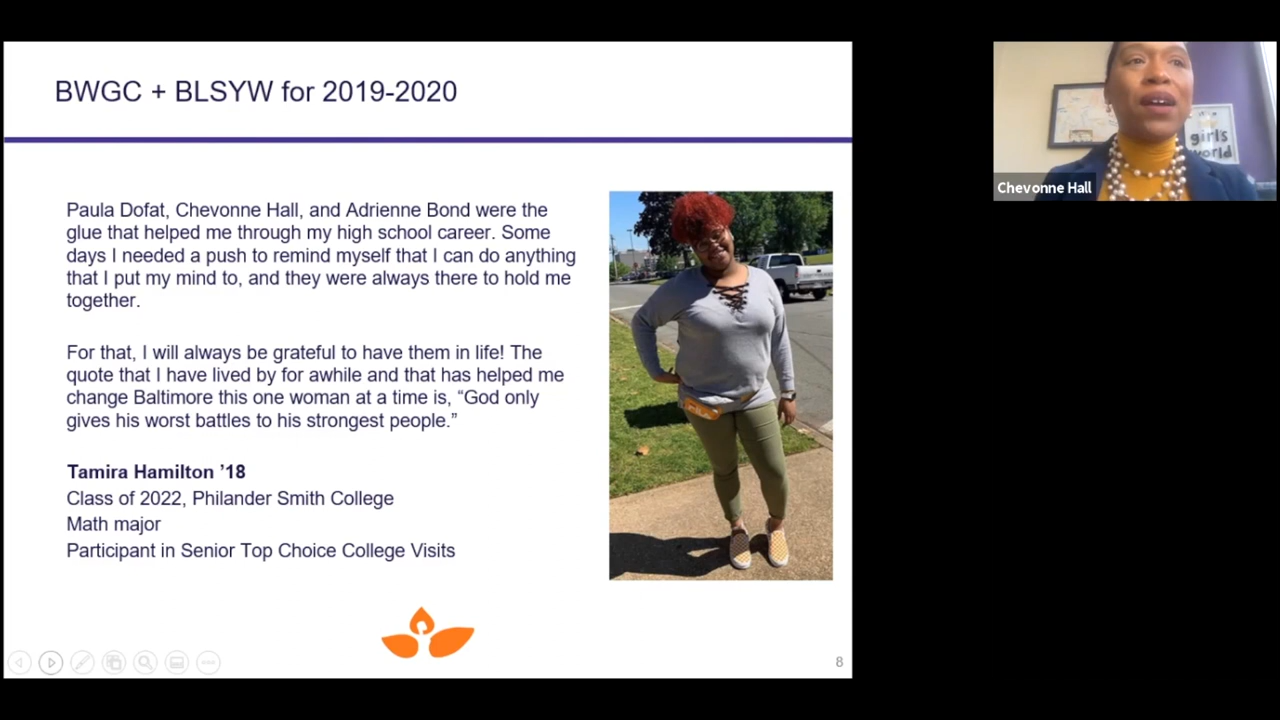 BWGC + BLSYW for 2019-2020
Paula Dofat, Chevonne Hall, and Adrienne Bond were the
glue that helped me through my high school career. Some
days I needed a push to remind myself that I can do anything
that I put my mind to, and they were always there to hold me
together.
For that, I will always be grateful to have them in life! The
quote that I have lived by for awhile and that has helped me
change Baltimore this one woman at a time is, “God only
gives his worst battles to his strongest people.”
Tamira Hamilton ’18
Class of 2022, Philander Smith College
Math major
Participant in Senior Top Choice College Visits
8
girl's
world
Chevonne Hall